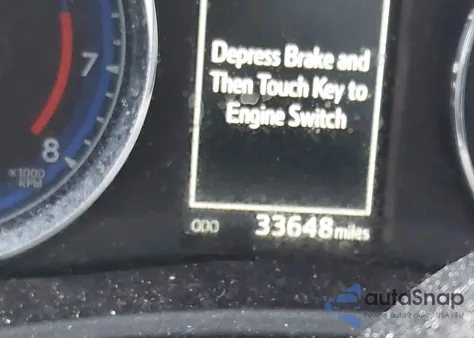 Depress Brake and
Then Touch Key to
Engine Switch
7
8
x1000
RPM
ODO 33648 miles
autoSnap